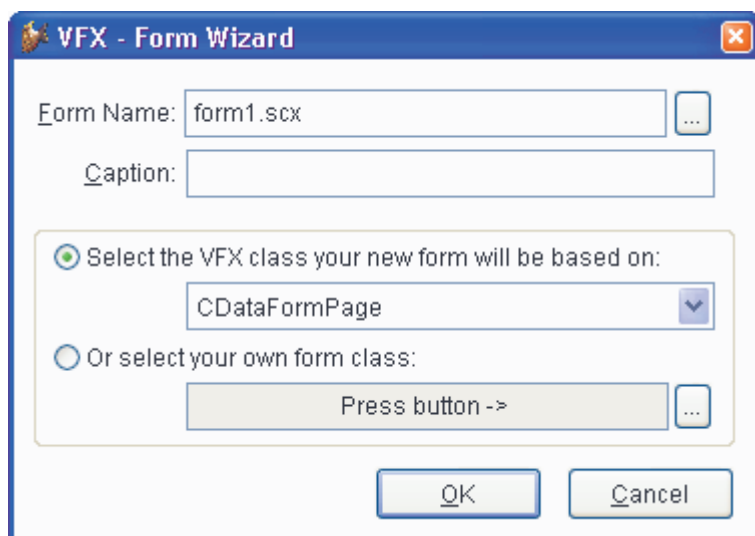 VFX - Form Wizard
Form Name: form1.scx ...
Caption:
Select the VFX class your new form will be based on:
CDataFormPage
Or select your own form class:
Press button -> ...
OK Cancel